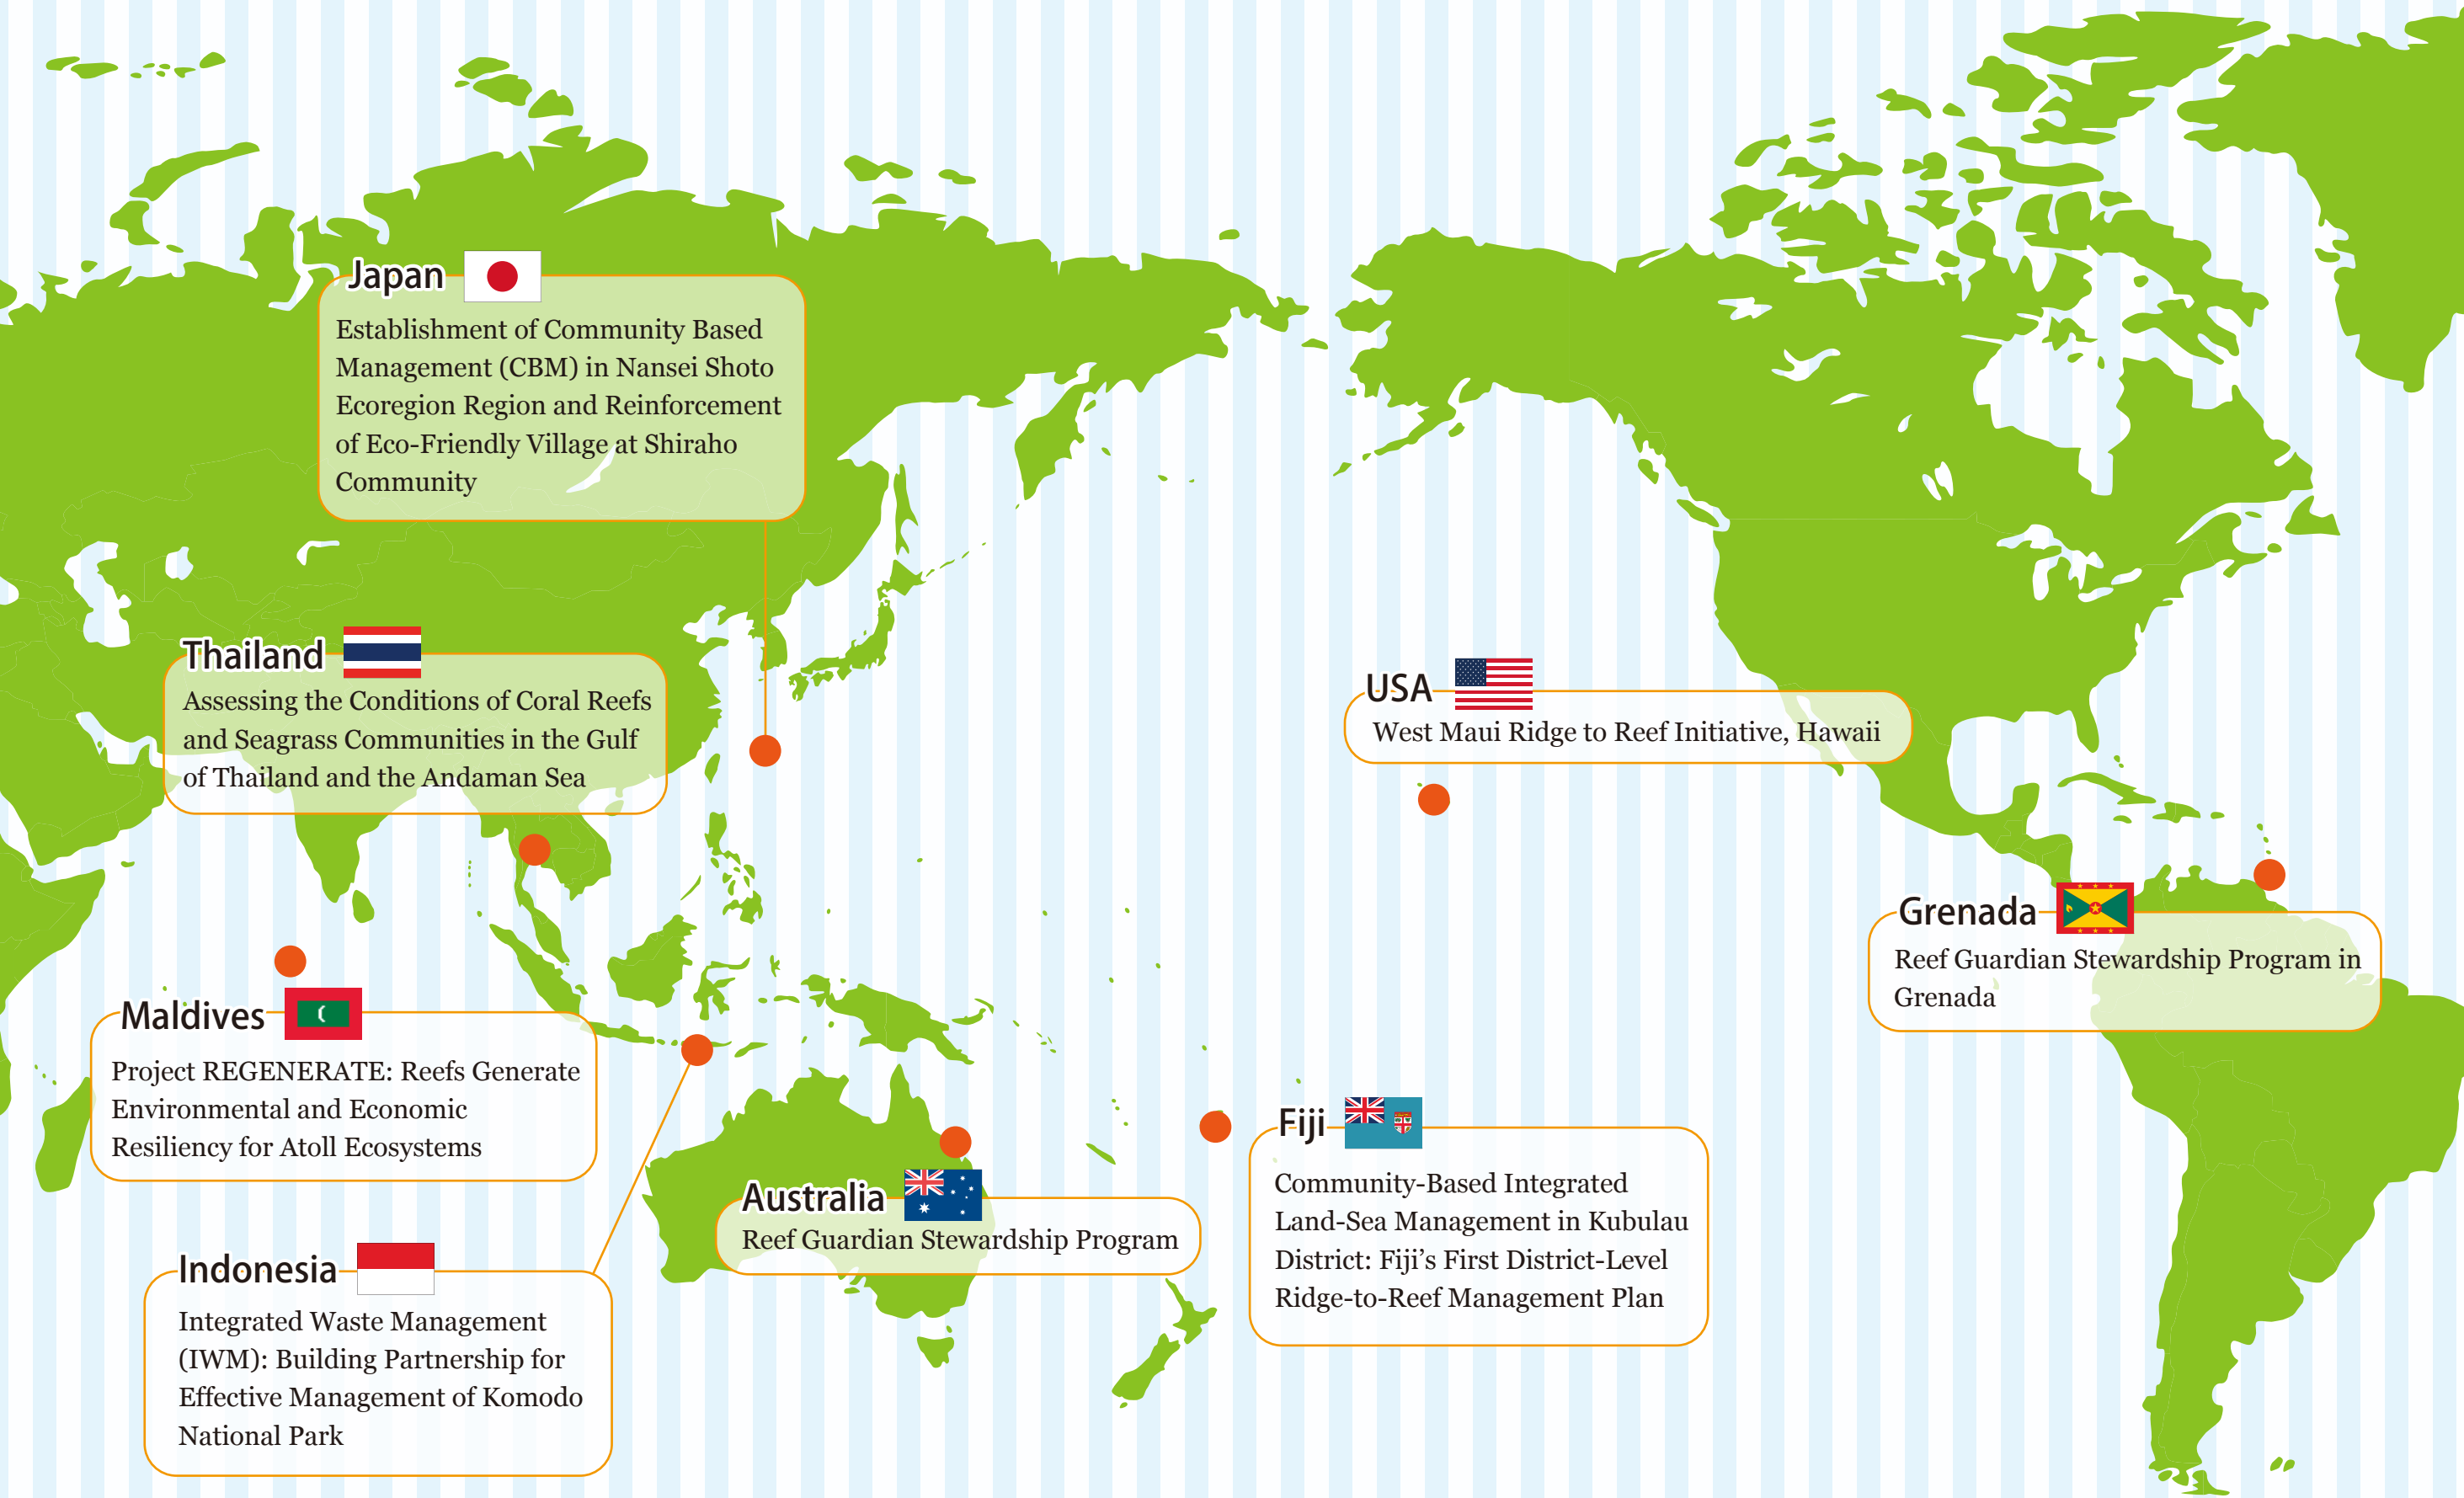 Japan
Establishment of Community Based
Management (CBM) in Nansei Shoto
Ecoregion Region and Reinforcement
of Eco-Friendly Village at Shiraho
Community
Thailand
Assessing the Conditions of Coral Reefs
and Seagrass Communities in the Gulf
of Thailand and the Andaman Sea
USA
West Maui Ridge to Reef Initiative, Hawaii
Grenada
Reef Guardian Stewardship Program in
Grenada
Maldives
Project REGENERATE: Reefs Generate
Environmental and Economic
Resiliency for Atoll Ecosystems
Fiji
Community-Based Integrated
Land-Sea Management in Kubulau
District: Fiji’s First District-Level
Ridge-to-Reef Management Plan
Australia
Reef Guardian Stewardship Program
Indonesia
Integrated Waste Management
(IWM): Building Partnership for
Effective Management of Komodo
National Park